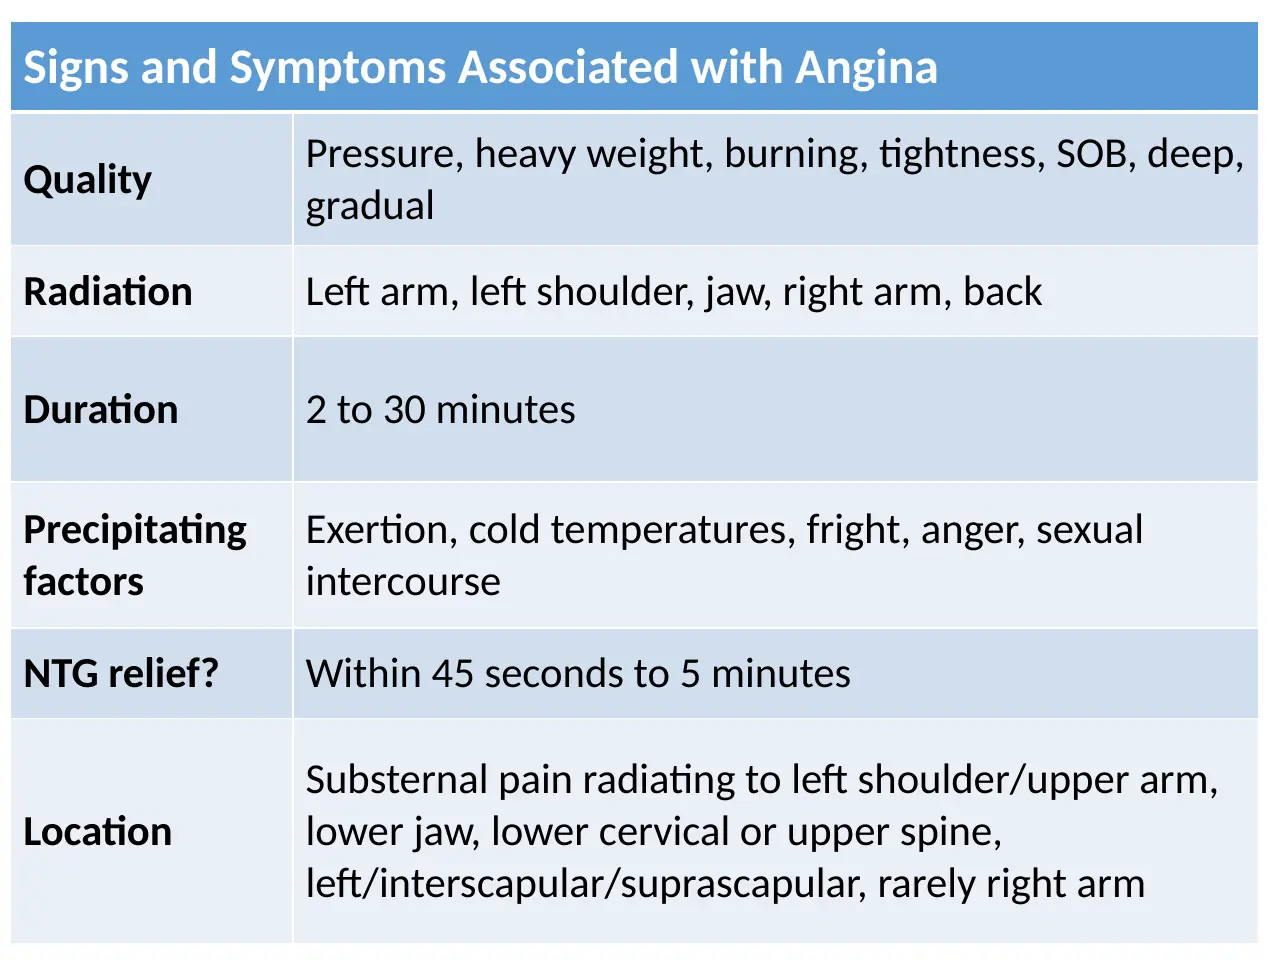 Signs and Symptoms Associated with Angina
Quality
Pressure, heavy weight, burning, tightness, SOB, deep,
gradual
Radiation
Left arm, left shoulder, jaw, right arm, back
Duration
2 to 30 minutes
Precipitating
factors
Exertion, cold temperatures, fright, anger, sexual
intercourse
NTG relief?
Within 45 seconds to 5 minutes
Location
Substernal pain radiating to left shoulder/upper arm,
lower jaw, lower cervical or upper spine,
left/interscapular/suprascapular, rarely right arm